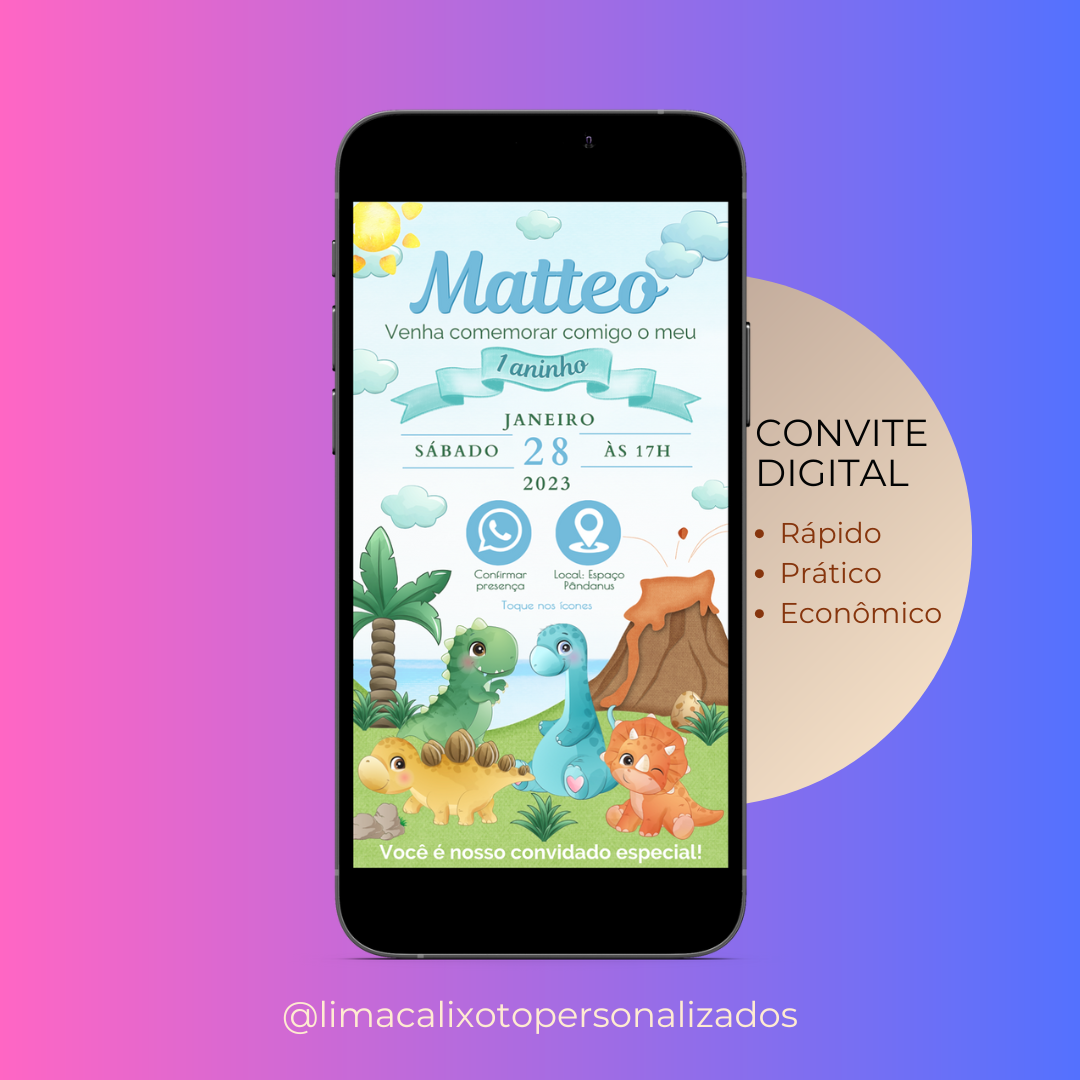 Matteo
Venha comemorar comigo o meu
1 aninho
JANEIRO
SÁBADO 28 ÀS 17H
2023
Confirmar presença
Local: Espaço Pândanus
Toque nos ícones
Você é nosso convidado especial!
CONVITE
DIGITAL
• Rápido
• Prático
• Econômico
@limacalixotopersonalizados